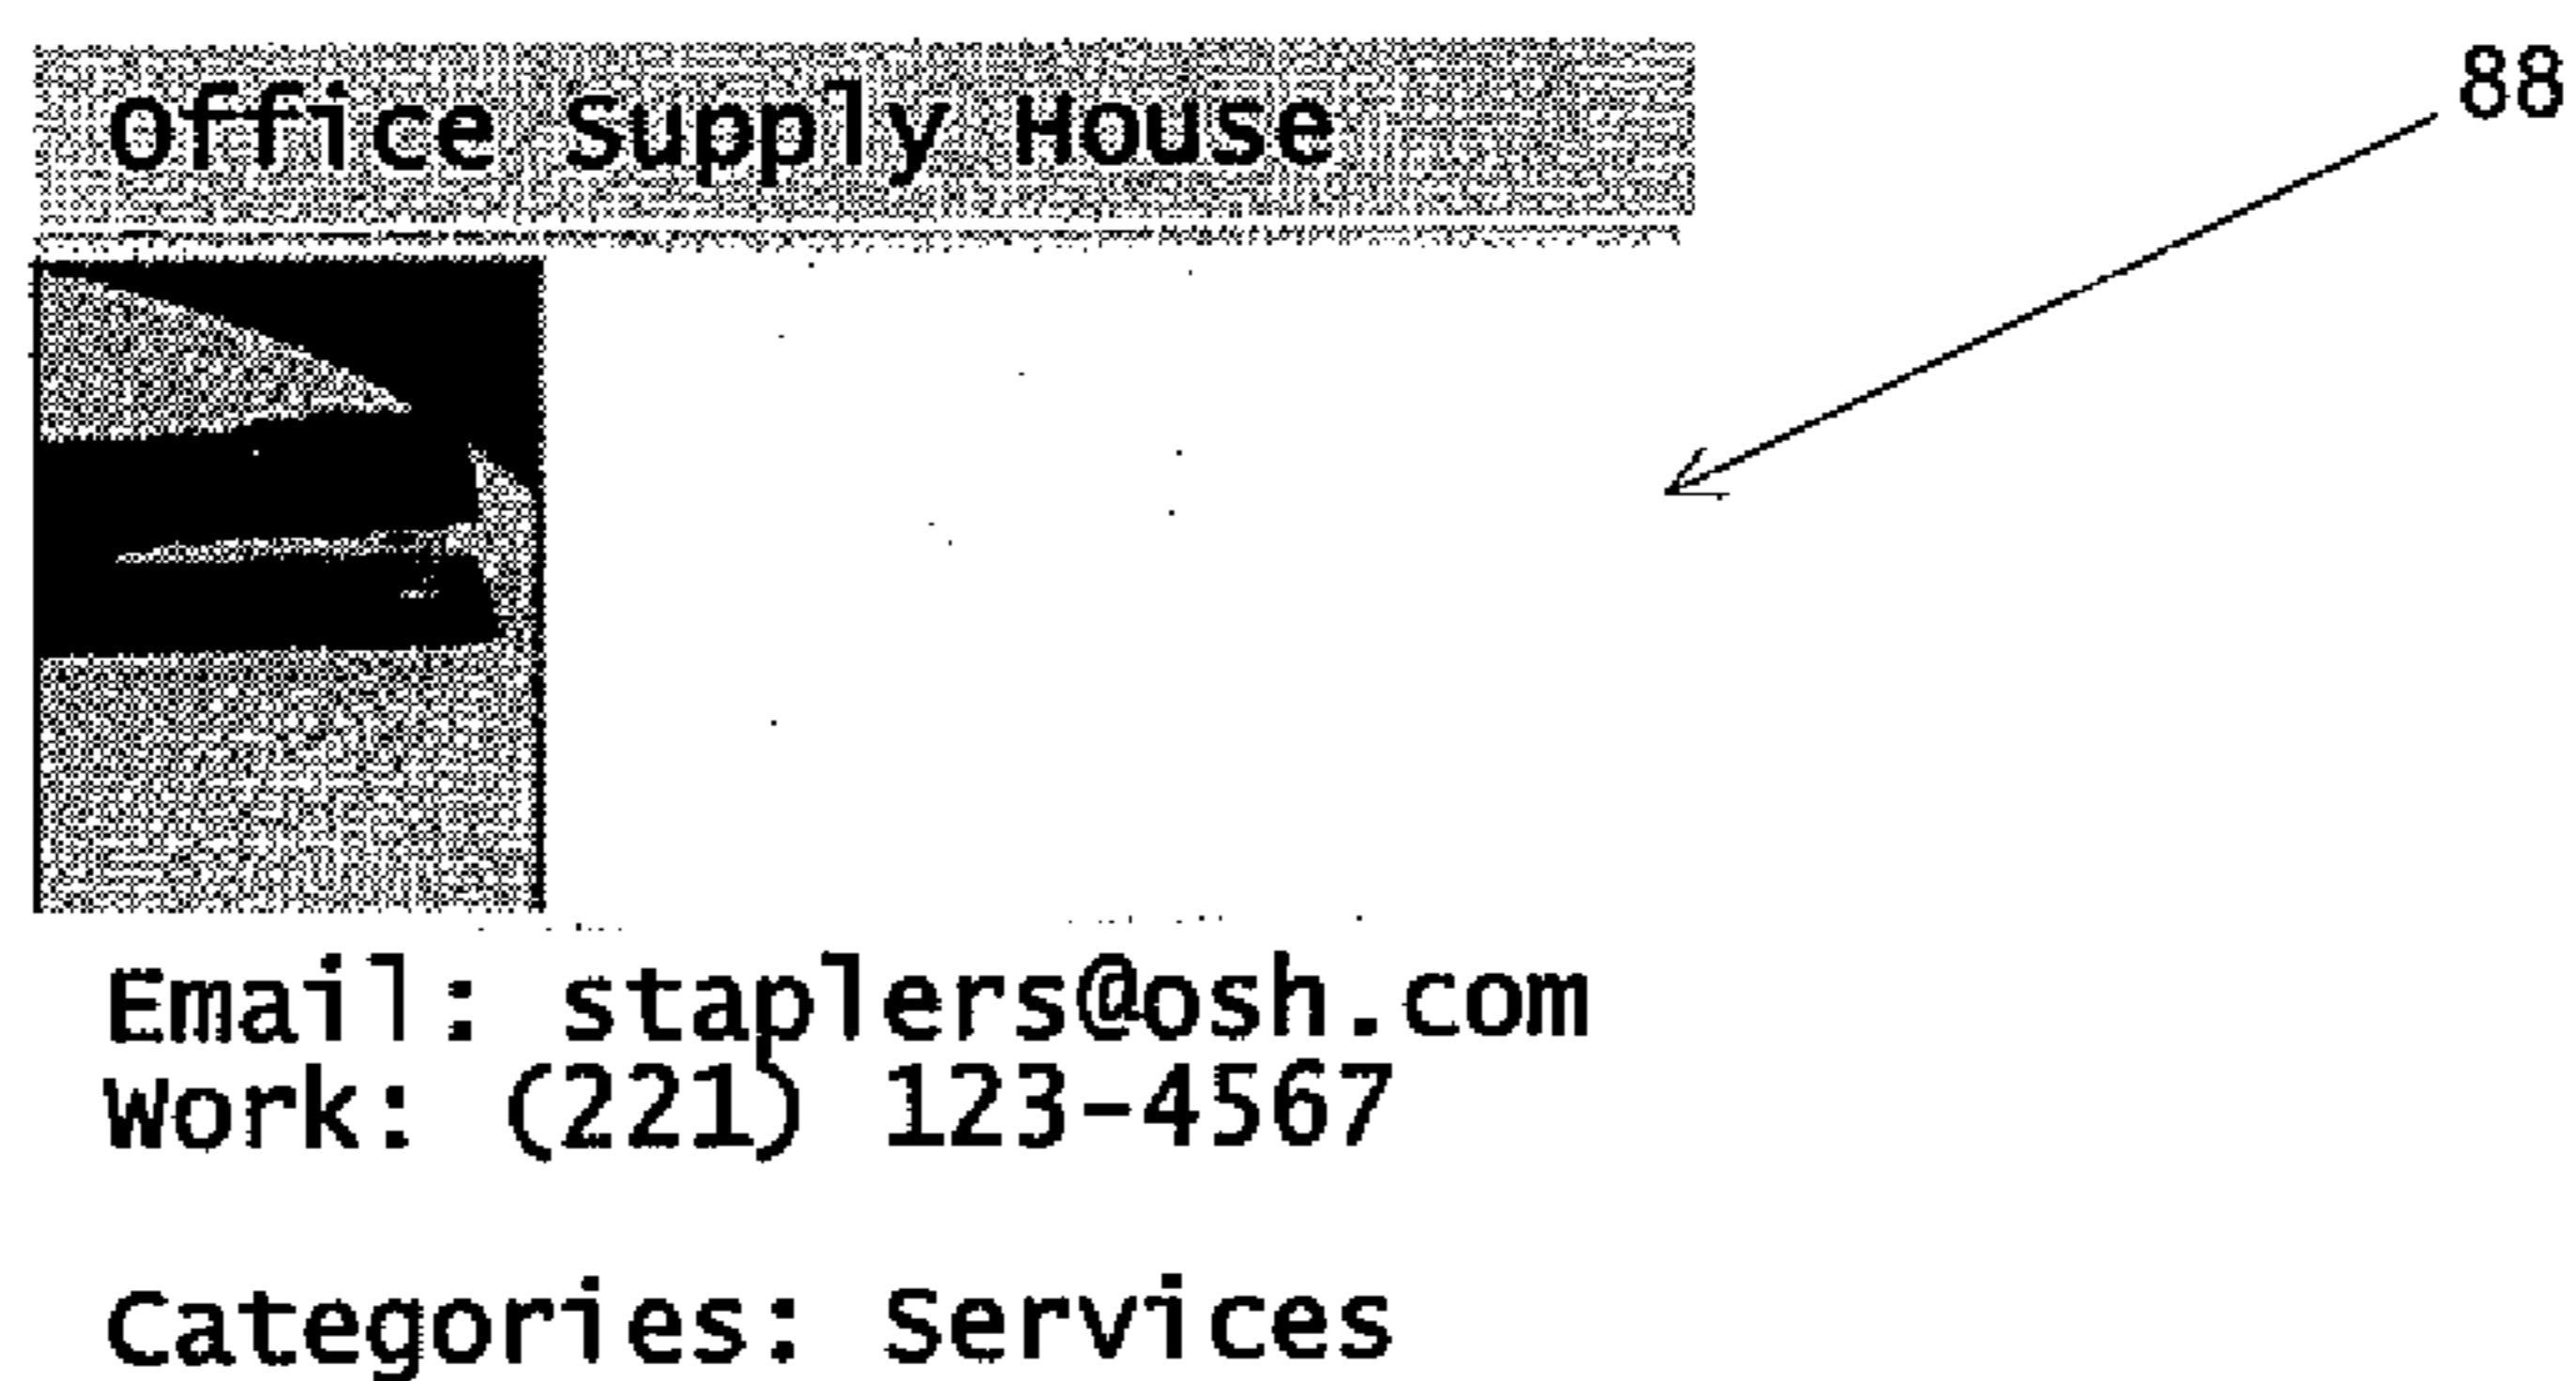 Office Supply House
88
Email: staplers@osh.com
Work: (221) 123-4567
Categories: Services